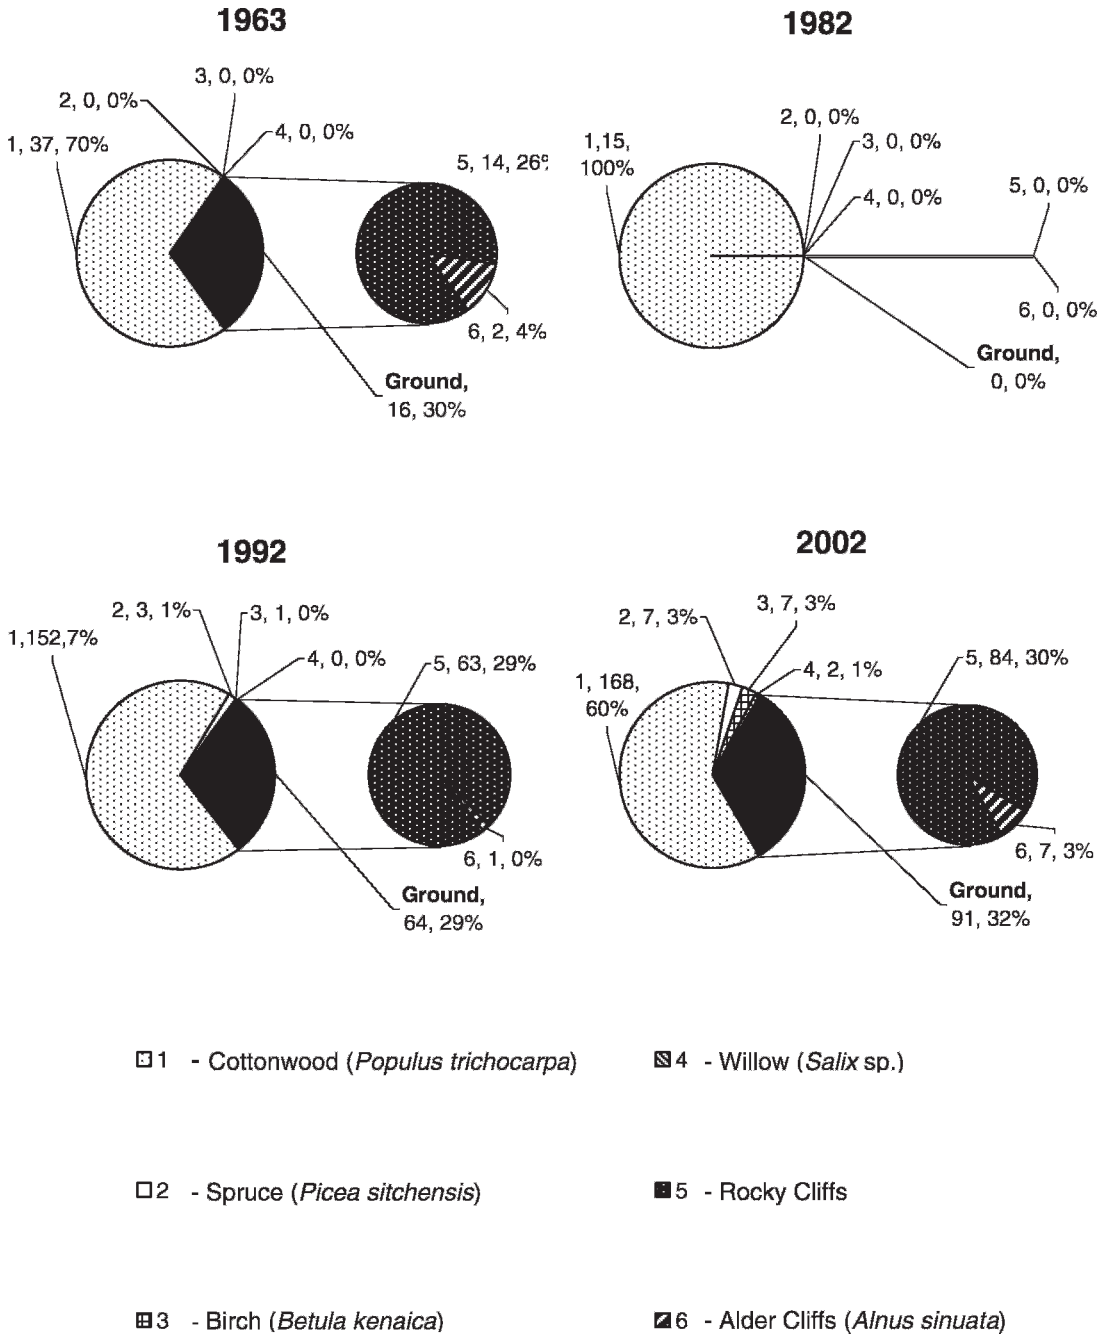 1963
3, 0, 0%
2, 0, 0%
4, 0, 0%
1, 37, 70%
5, 14, 26%
6, 2, 4%
Ground,
16, 30%
1982
2, 0, 0%
1,15,
100%
3, 0, 0%
4, 0, 0%
5, 0, 0%
6, 0, 0%
Ground,
0, 0%
1992
2, 3, 1%
3, 1, 0%
1,152,7%
4, 0, 0%
5, 63, 29%
6, 1, 0%
Ground,
64, 29%
2002
3, 7, 3%
2, 7, 3%
4, 2, 1%
5, 84, 30%
1, 168,
60%
6, 7, 3%
Ground,
91, 32%
1 - Cottonwood (Populus trichocarpa)
4 - Willow (Salix sp.)
2 - Spruce (Picea sitchensis)
5 - Rocky Cliffs
3 - Birch (Betula kenaica)
6 - Alder Cliffs (Alnus sinuata)